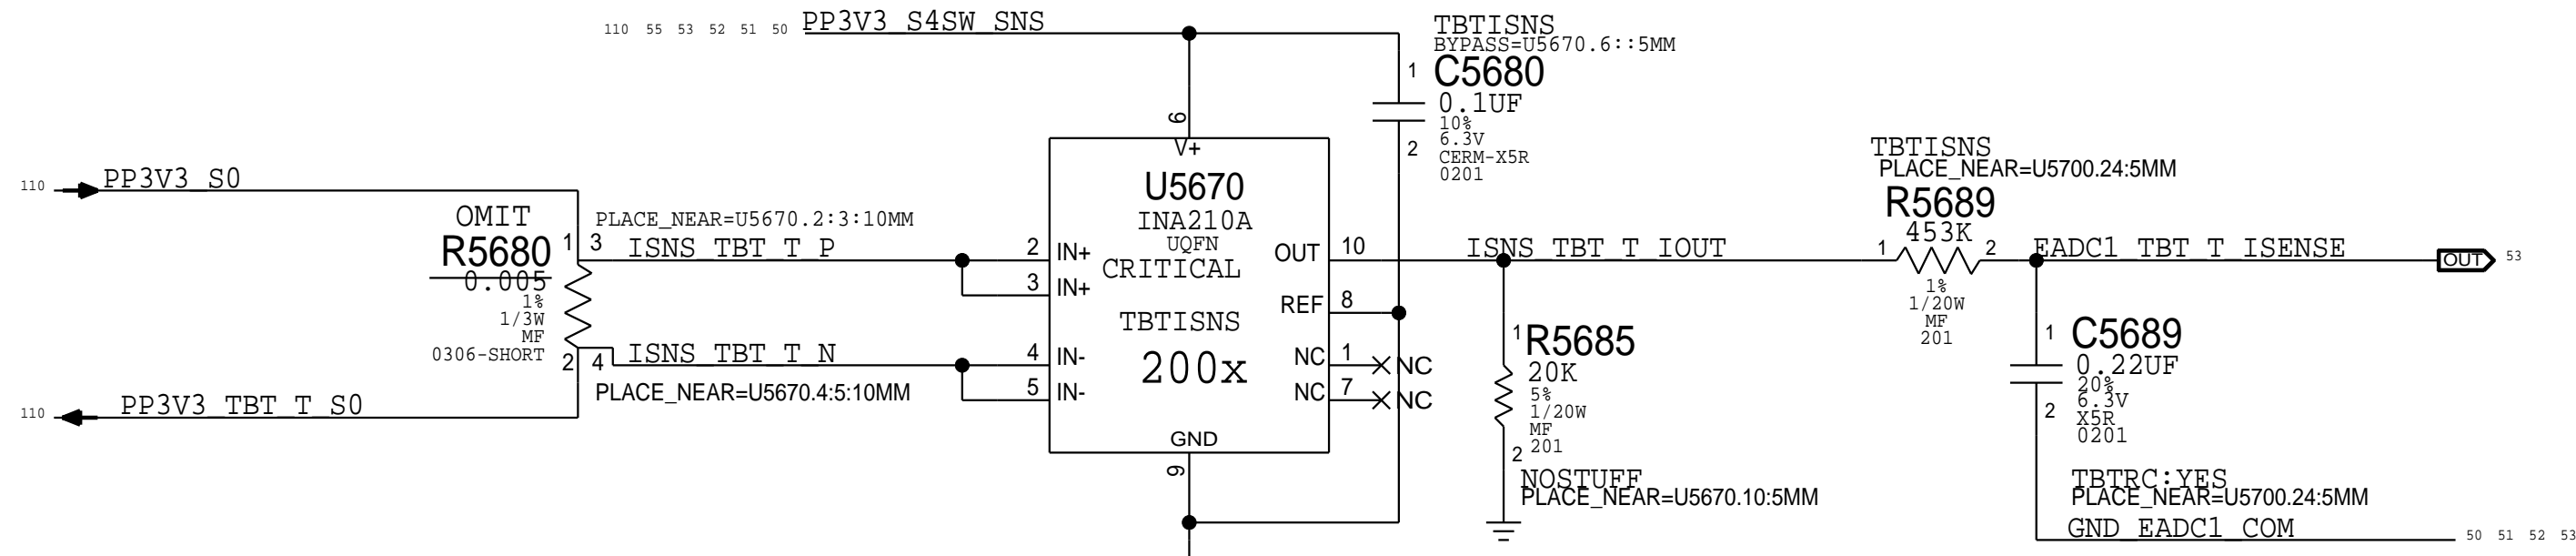 110 55 53 52 51 50 PP3V3_S4SW_SNS
TBTISNS
BYPASS=U5670.6::5MM
1
C5680
0.1UF
10%
6.3V
CERM-X5R
0201
2
6
V+
U5670
INA210A
UQFN
CRITICAL
TBTISNS
200x
110 PP3V3_S0
OMIT
R5680
0.005
1%
1/3W
MF
0306-SHORT
1 3
PLACE_NEAR=U5670.2:3:10MM
ISNS_TBT_T_P
2 IN+
3 IN+
2 4
ISNS_TBT_T_N
PLACE_NEAR=U5670.4:5:10MM
4 IN-
5 IN-
110 PP3V3_TBT_T_S0
OUT 10
REF 8
NC 1 NC
NC 7 NC
GND
9
ISNS_TBT_T_IOUT
1
R5685
20K
5%
1/20W
MF
201
2
NOSTUFF
PLACE_NEAR=U5670.10:5MM
TBTISNS
PLACE_NEAR=U5700.24:5MM
R5689
453K
1 2
1%
1/20W
MF
201
EADC1_TBT_T_ISENSE
OUT 53
1
C5689
0.22UF
20%
6.3V
X5R
0201
2
TBTRC:YES
PLACE_NEAR=U5700.24:5MM
GND_EADC1_COM 50 51 52 53